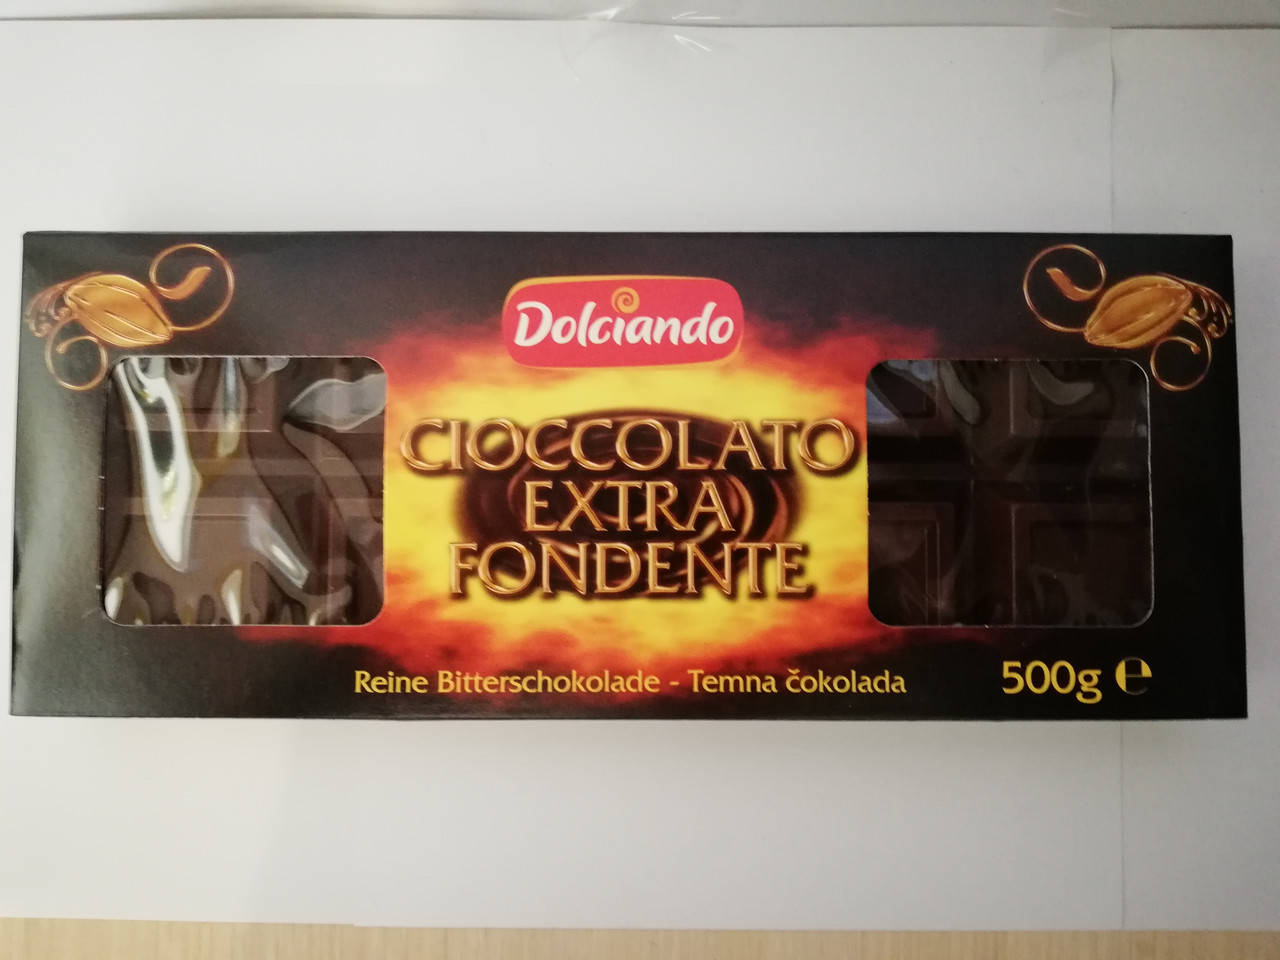 Dolciando
CIOCCOLATO
EXTRA
FONDENTE
Reine Bitterschokolade - Temna čokolada
500g ℮